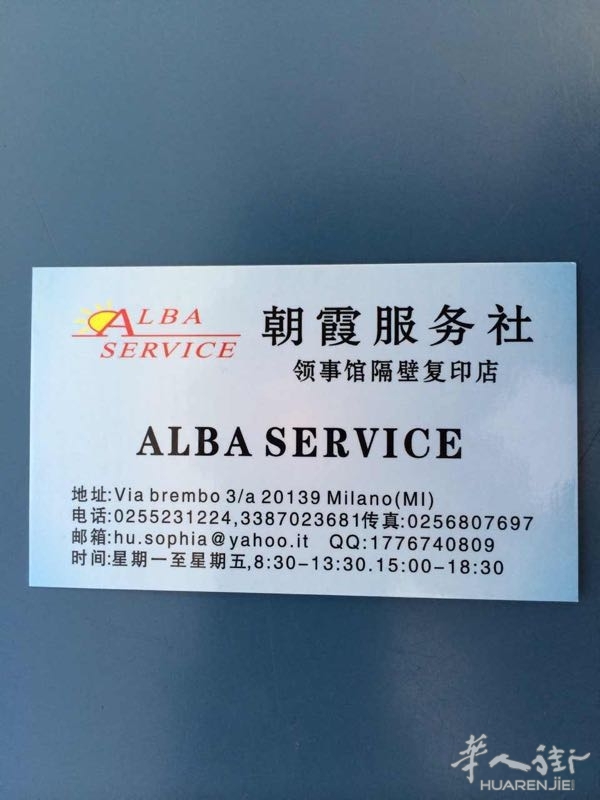 ALBA
SERVICE
朝霞服务社
领事馆隔壁复印店
ALBA SERVICE
地址:Via brembo 3/a 20139 Milano(MI)
电话:0255231224,3387023681传真:0256807697
邮箱:hu.sophia@yahoo.it QQ:1776740809
时间:星期一至星期五,8:30-13:30.15:00-18:30
华人街
HUARENJIE